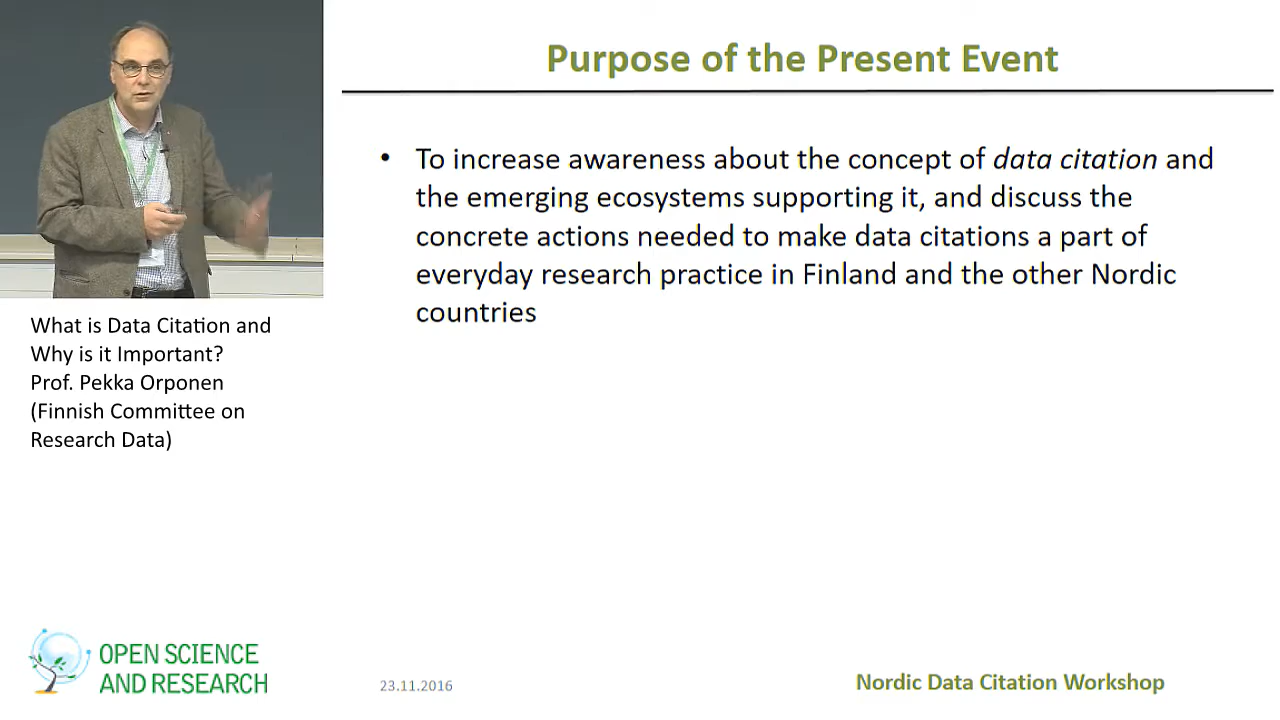 Purpose of the Present Event
• To increase awareness about the concept of data citation and
the emerging ecosystems supporting it, and discuss the
concrete actions needed to make data citations a part of
everyday research practice in Finland and the other Nordic
countries
What is Data Citation and
Why is it Important?
Prof. Pekka Orponen
(Finnish Committee on
Research Data)
OPEN SCIENCE
AND RESEARCH
23.11.2016
Nordic Data Citation Workshop